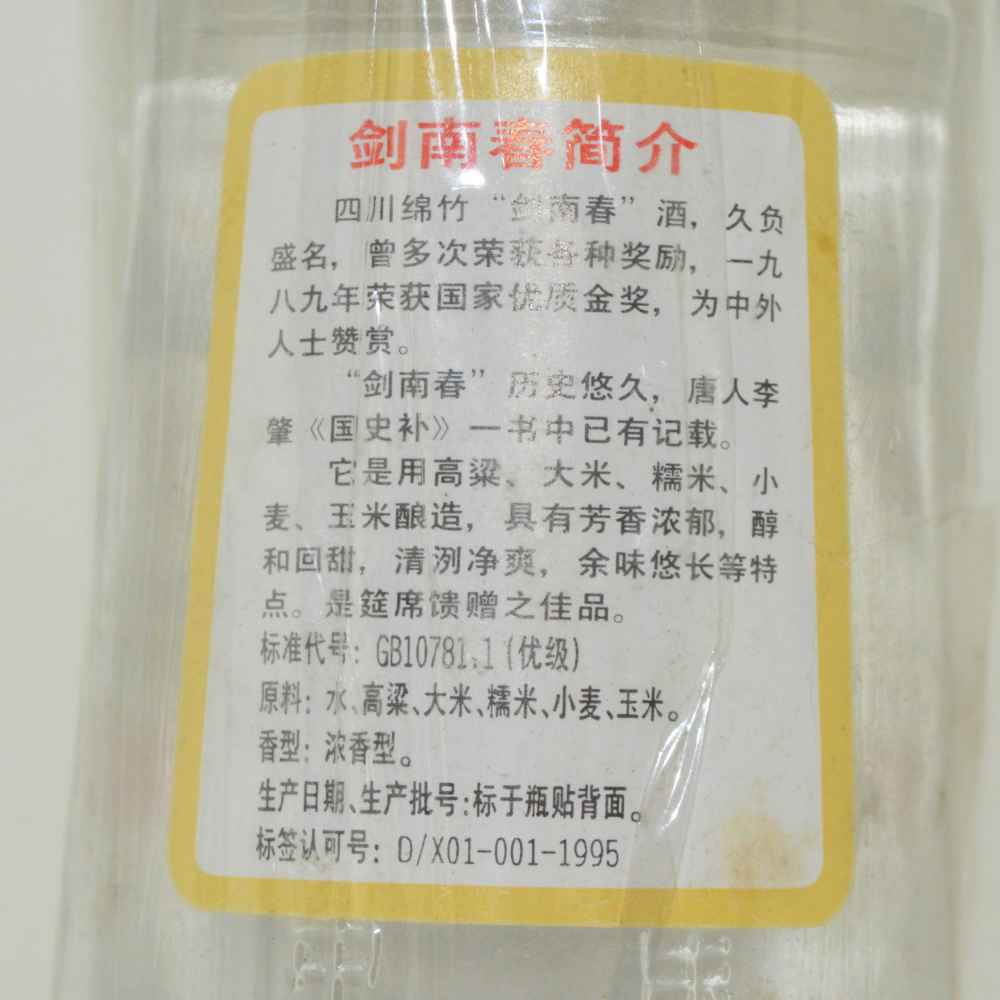 剑南春简介
四川绵竹“剑南春”酒，久负
盛名，曾多次荣获各种奖励，一九
八九年荣获国家优质金奖，为中外
人士赞赏。
“剑南春”历史悠久，唐人李
肇《国史补》一书中已有记载。
它是用高粱、大米、糯米、小
麦、玉米酿造，具有芳香浓郁，醇
和回甜，清洌净爽，余味悠长等特
点。是筵席馈赠之佳品。
标准代号：GB10781.1(优级)
原料：水、高粱、大米、糯米、小麦、玉米。
香型：浓香型。
生产日期、生产批号：标于瓶贴背面。
标签认可号：D/X01-001-1995